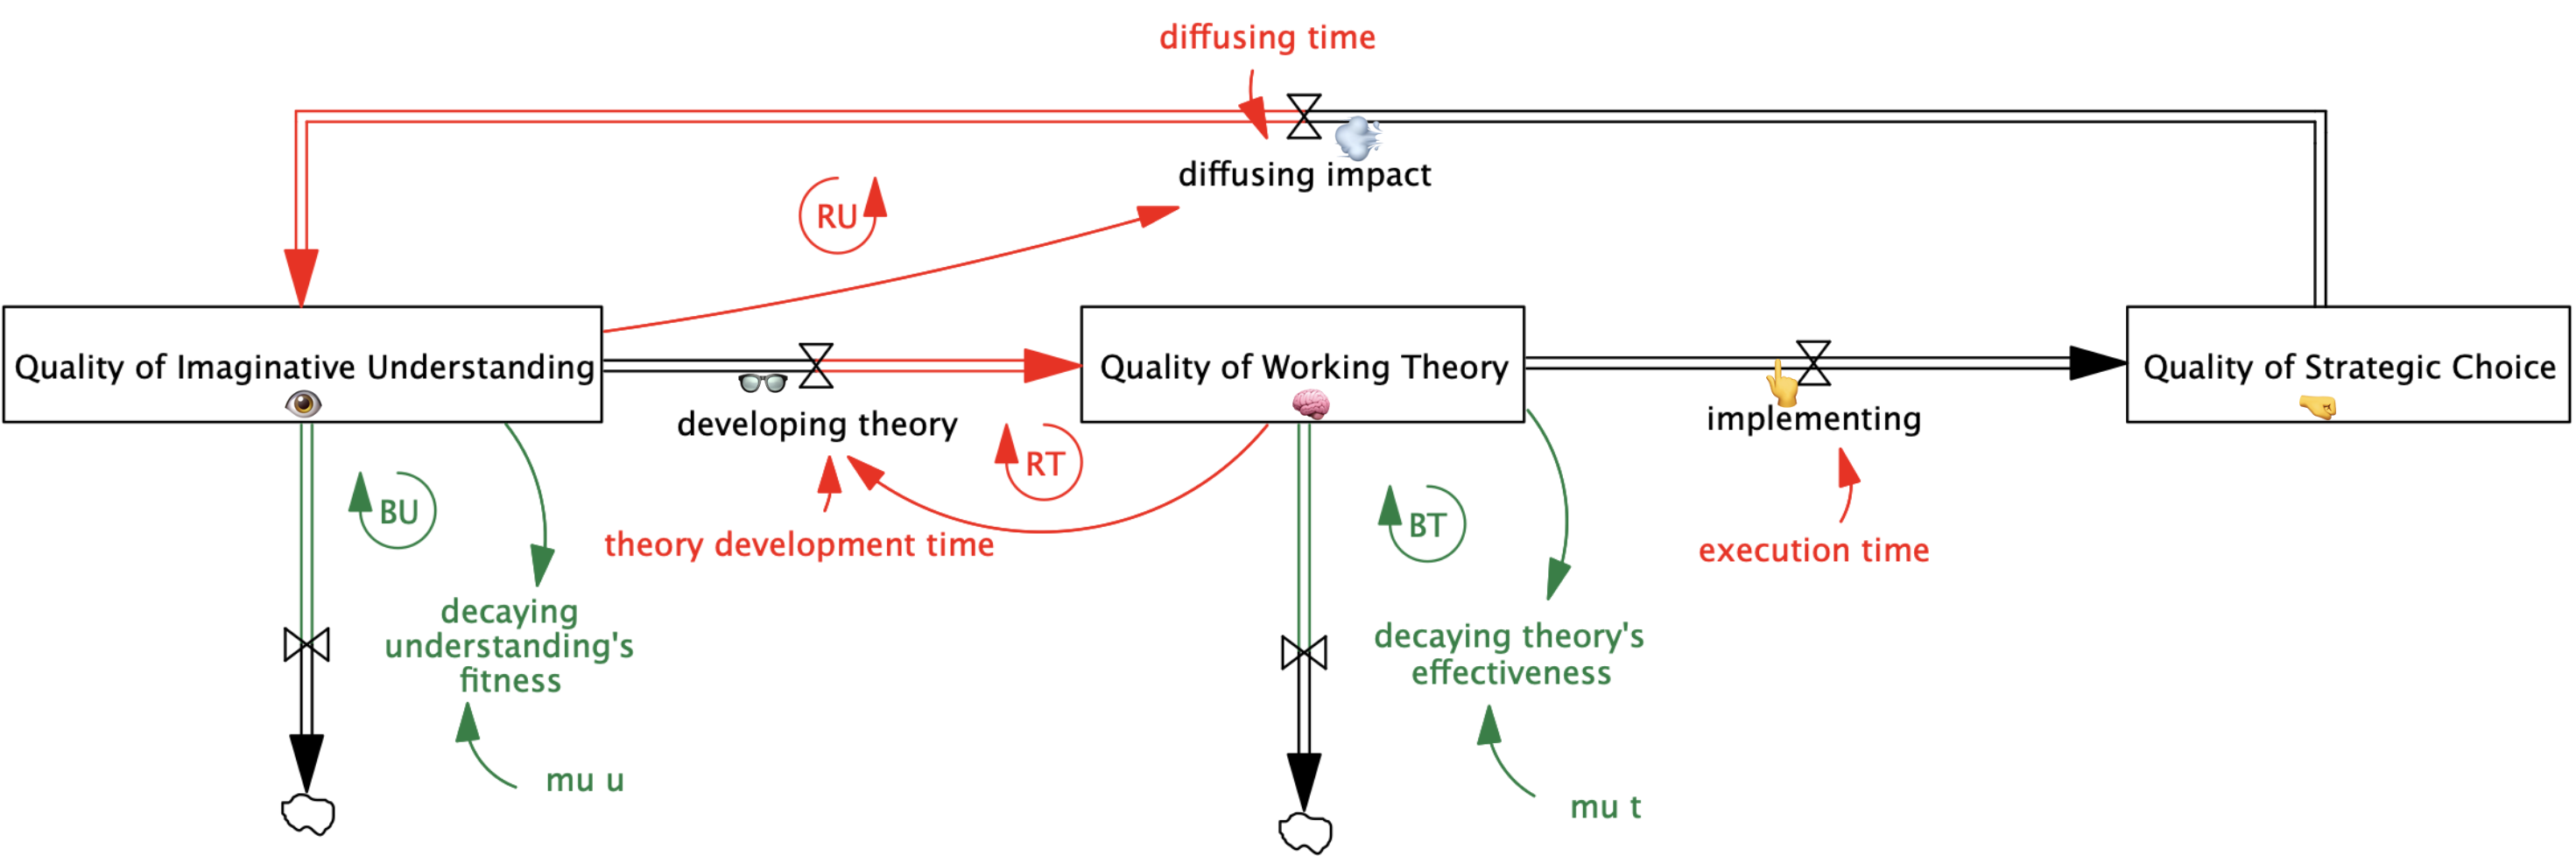 diffusing time
diffusing impact
RU
Quality of Imaginative Understanding
Quality of Working Theory
Quality of Strategic Choice
developing theory
implementing
RT
BU
BT
theory development time
execution time
decaying
understanding's
fitness
decaying theory's
effectiveness
mu u
mu t